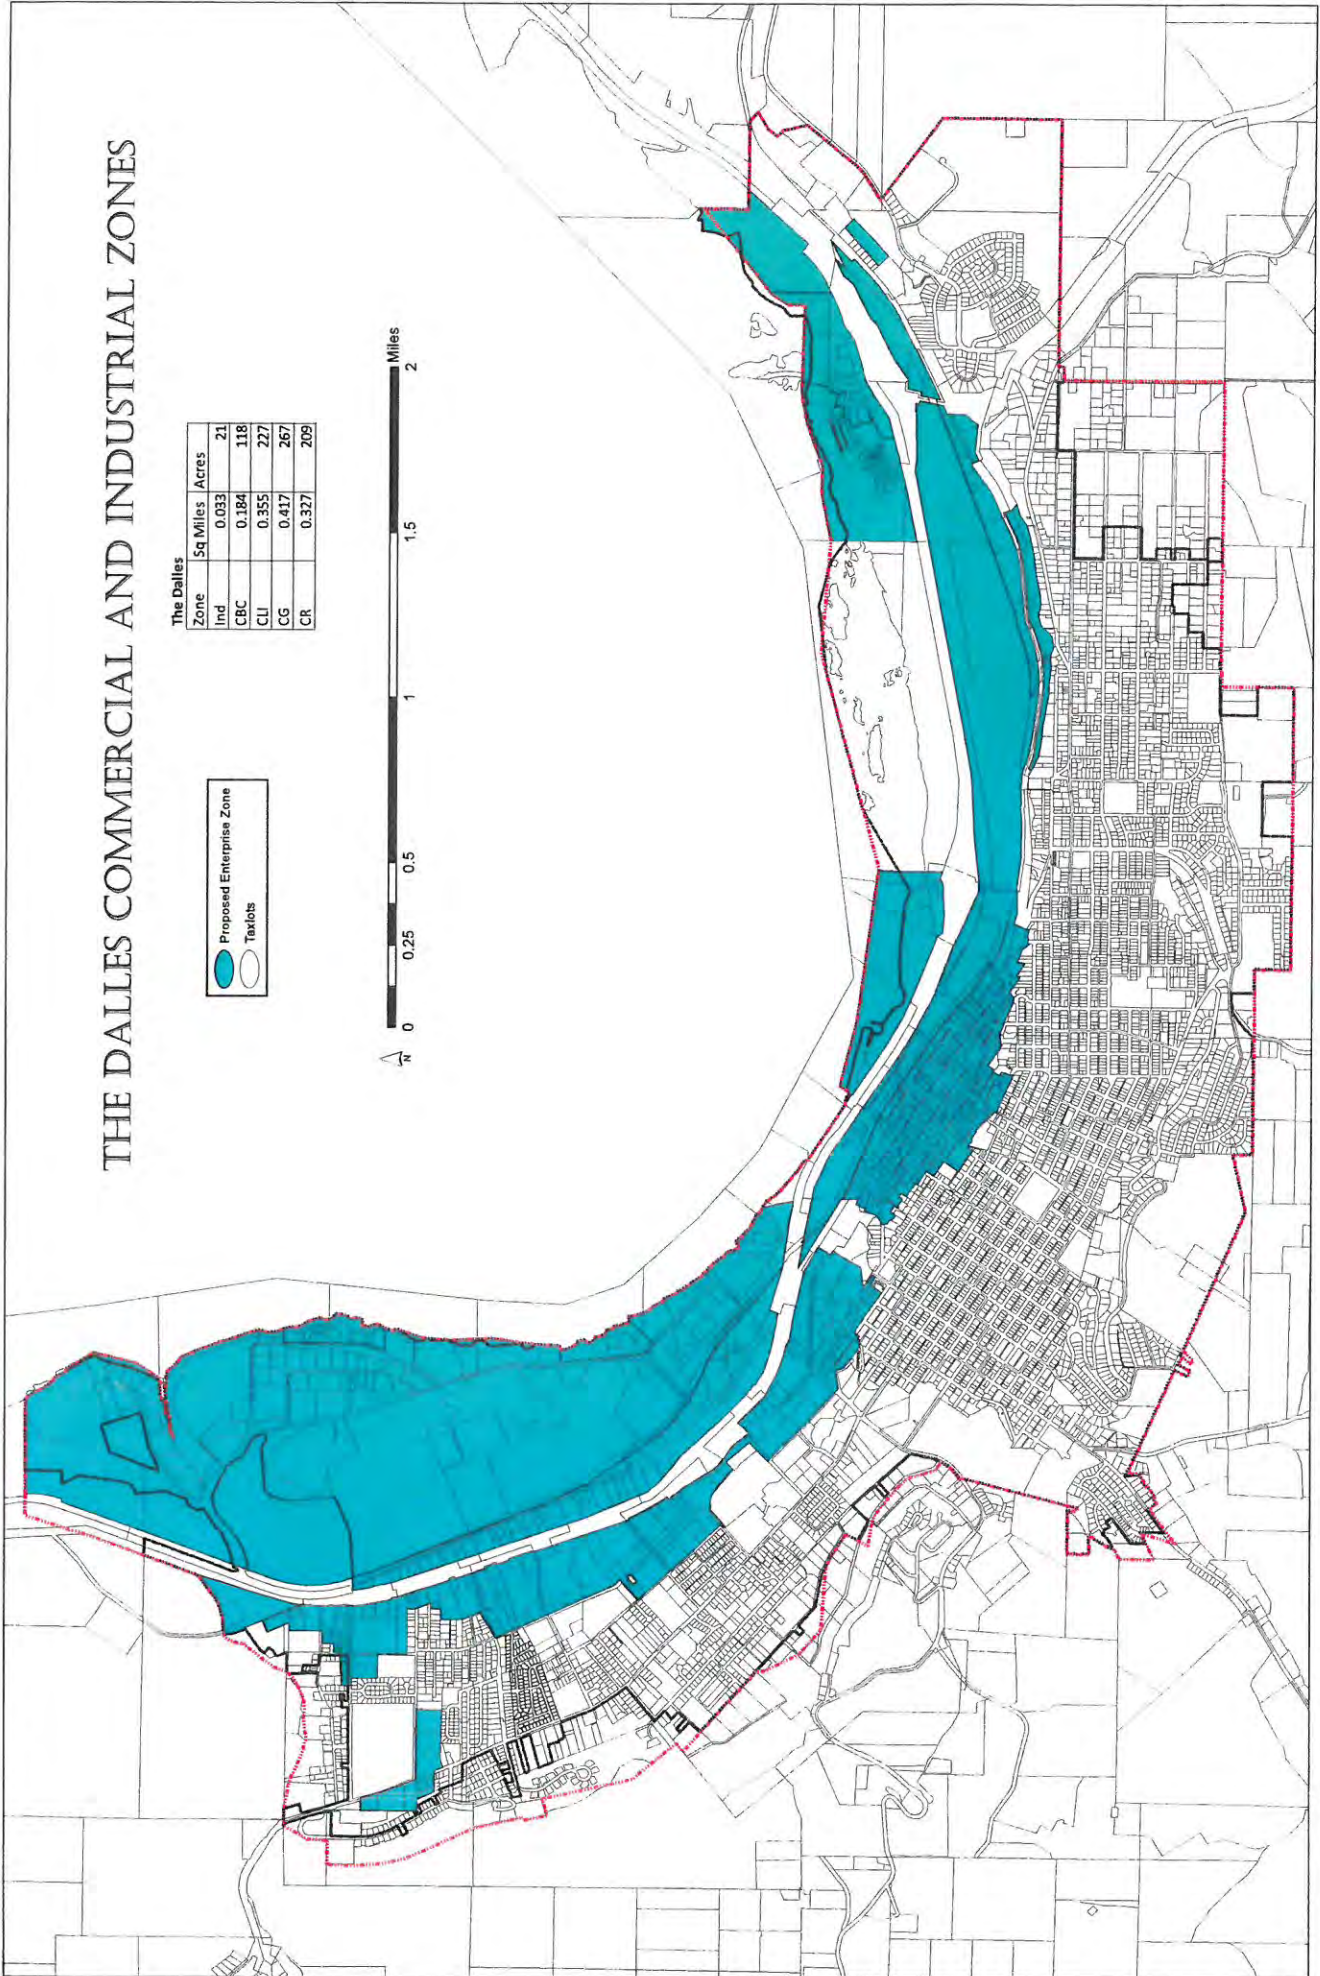 THE DALLES COMMERCIAL AND INDUSTRIAL ZONES
The Dalles
Zone Sq Miles Acres
Ind 0.033 21
CBC 0.184 118
CLI 0.355 227
CG 0.417 267
CR 0.327 209
Proposed Enterprise Zone
Taxlots
N
Miles
0 0.25 0.5 1 1.5 2